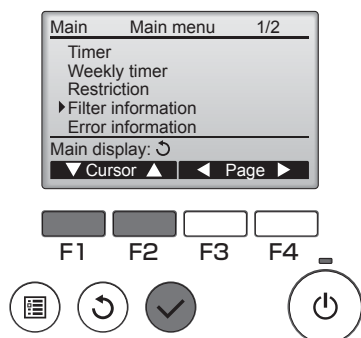 Main Main menu 1/2
Timer
Weekly timer
Restriction
Filter information
Error information
Main display:
Cursor Page
F1 F2 F3 F4